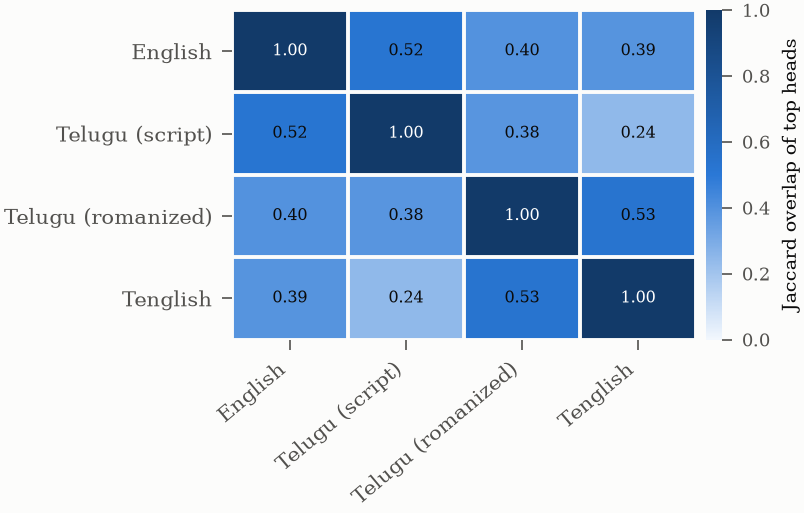 English 1.00 0.52 0.40 0.39
Telugu (script) 0.52 1.00 0.38 0.24
Telugu (romanized) 0.40 0.38 1.00 0.53
Tenglish 0.39 0.24 0.53 1.00
English
Telugu (script)
Telugu (romanized)
Tenglish
1.0
0.8
0.6
0.4
0.2
0.0
Jaccard overlap of top heads